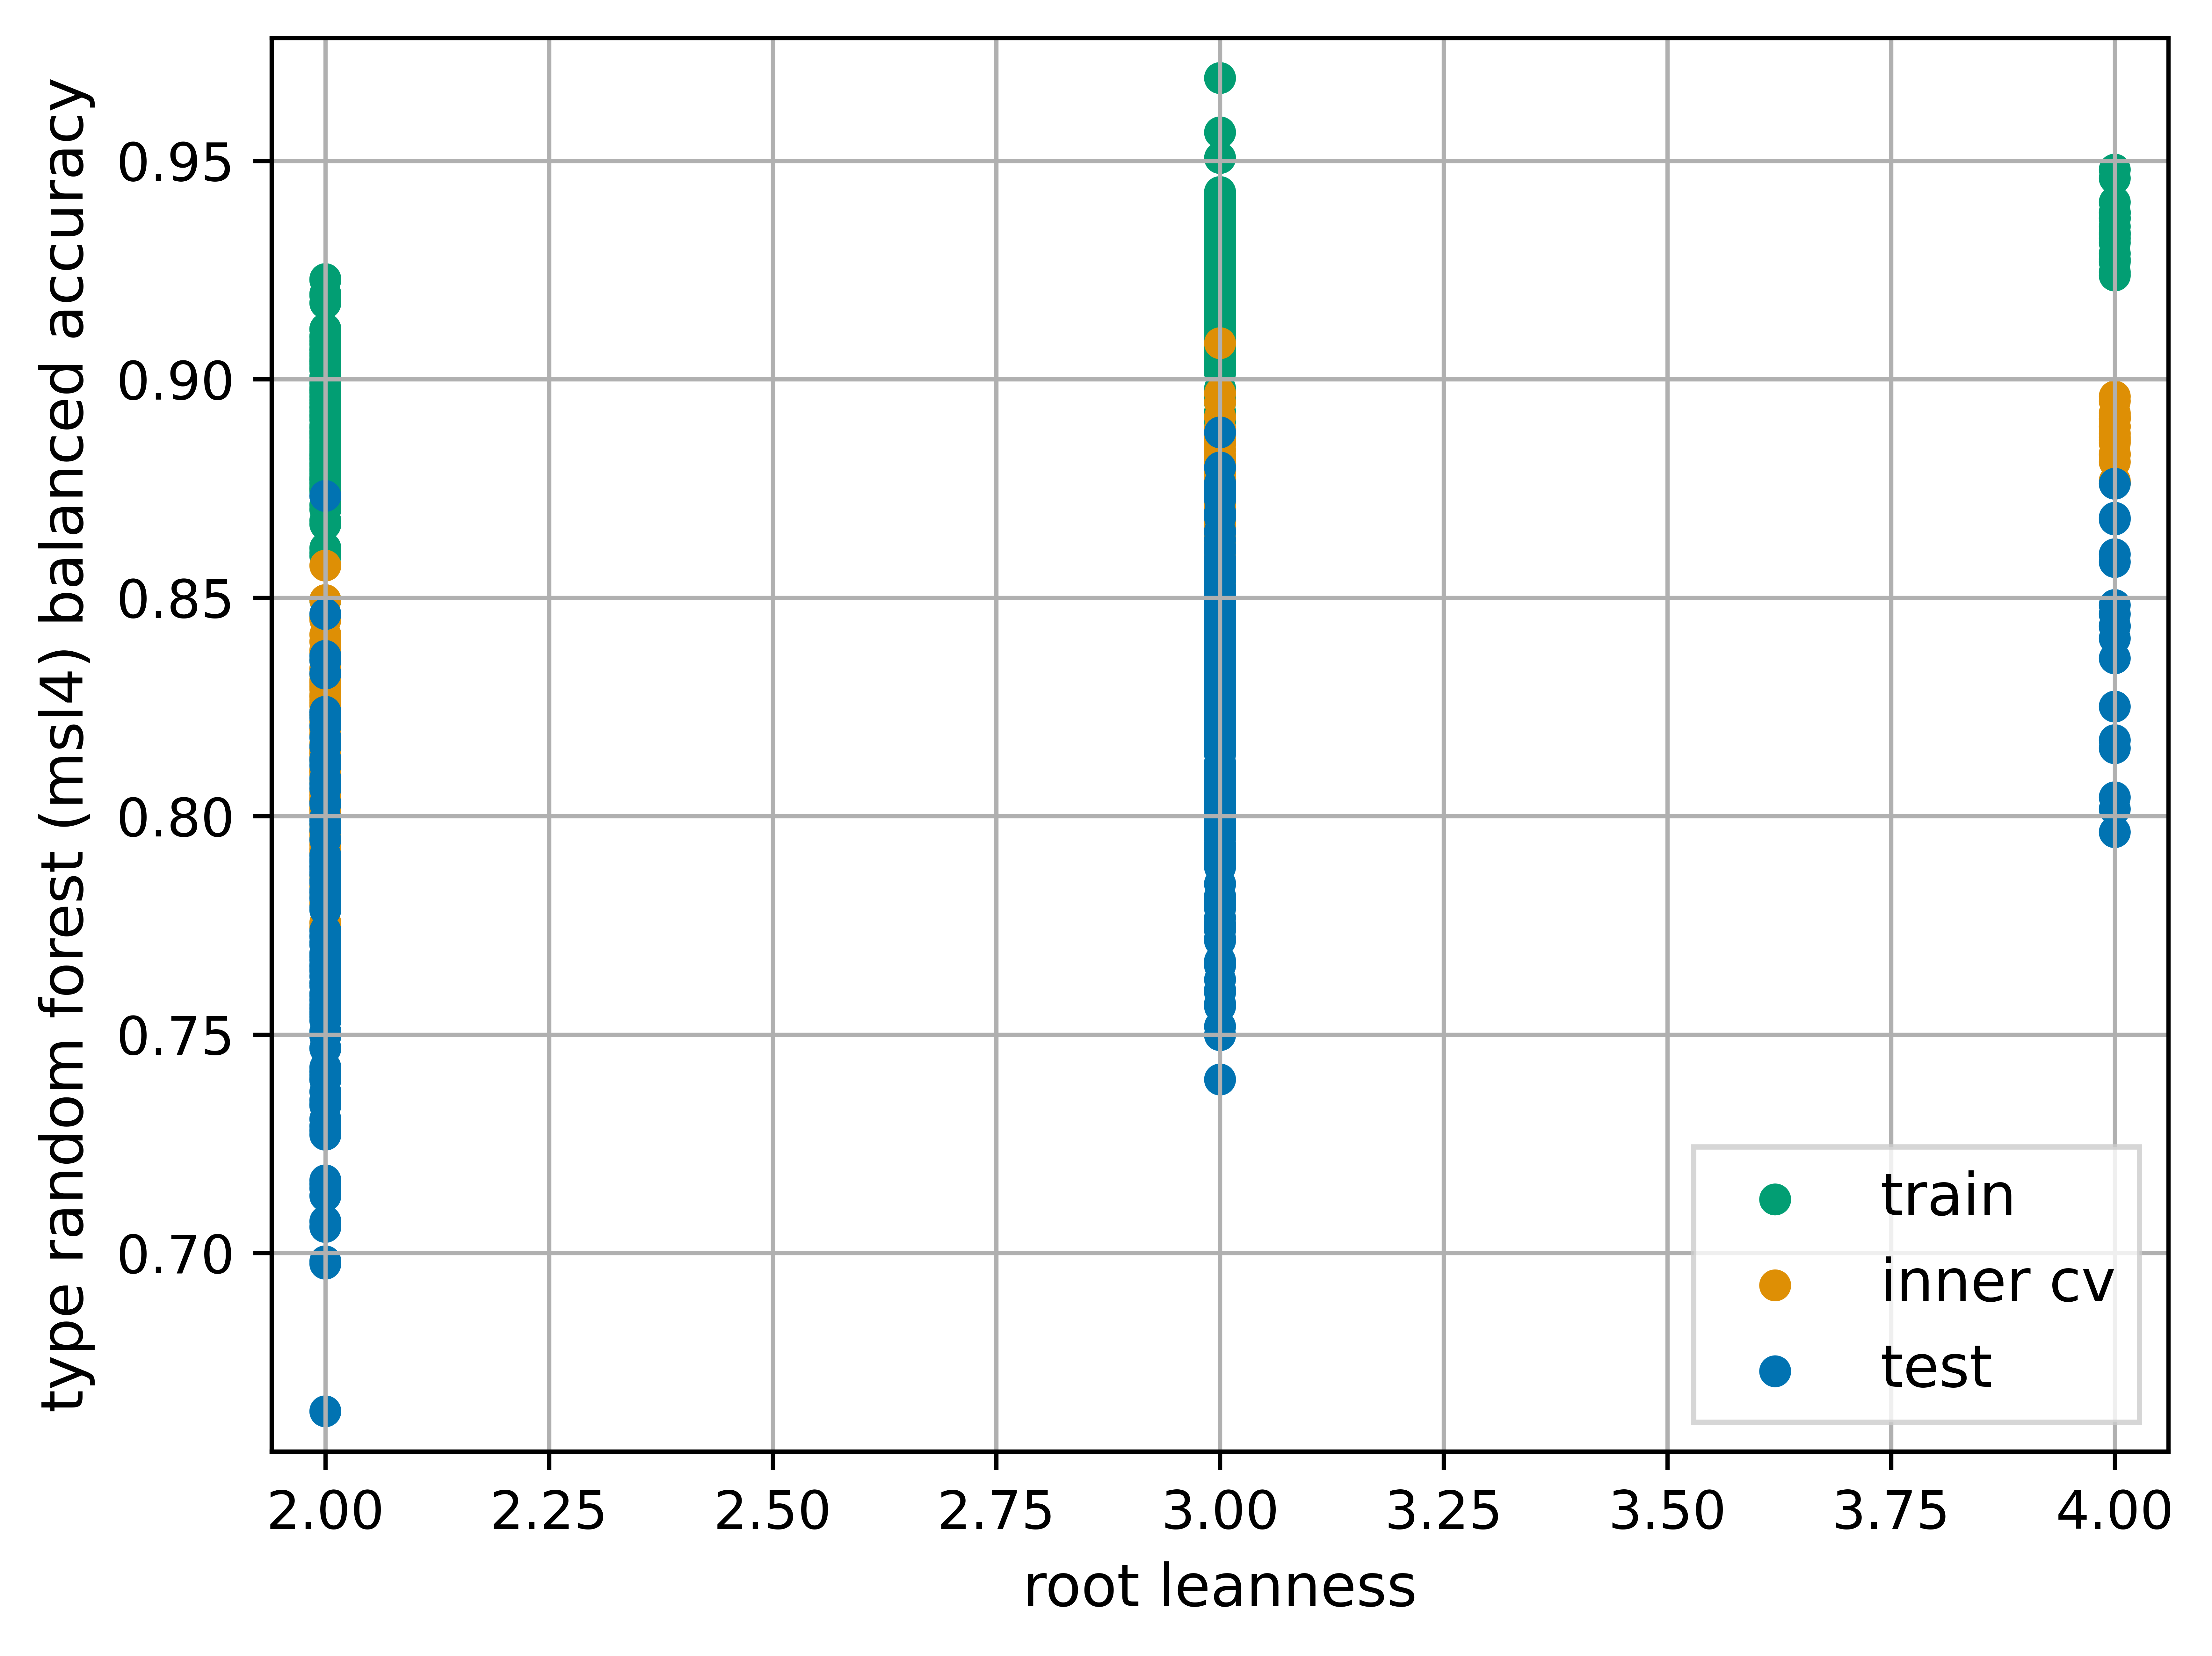 type random forest (msl4) balanced accuracy
0.95
0.90
0.85
0.80
0.75
0.70
2.00 2.25 2.50 2.75 3.00 3.25 3.50 3.75 4.00
root leanness
train
inner cv
test